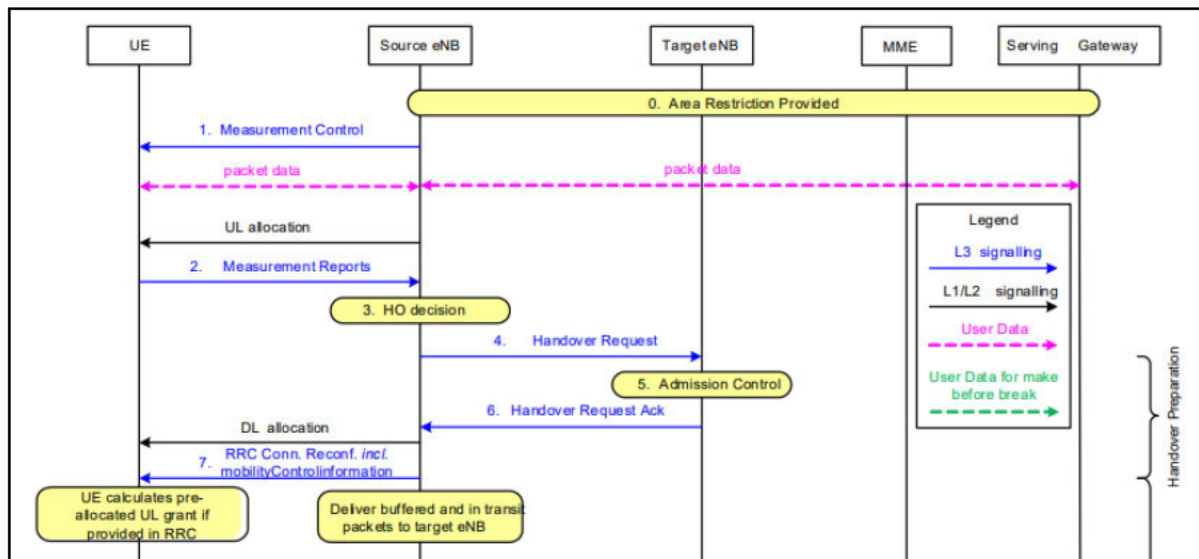 UE
Source eNB
Target eNB
MME
Serving Gateway
0. Area Restriction Provided
1. Measurement Control
packet data
packet data
UL allocation
Legend
L3 signalling
2. Measurement Reports
L1/L2 signalling
3. HO decision
User Data
4. Handover Request
User Data for make
before break
5. Admission Control
6. Handover Request Ack
DL allocation
7. RRC Conn. Reconf. incl.
mobilityControlinformation
Handover Preparation
UE calculates pre-
allocated UL grant if
provided in RRC
Deliver buffered and in transit
packets to target eNB